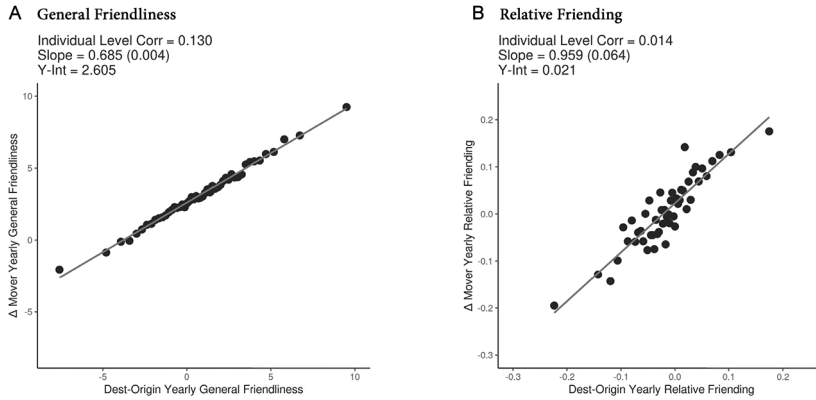 A General Friendliness
Individual Level Corr = 0.130
Slope = 0.685 (0.004)
Y-Int = 2.605
Δ Mover Yearly General Friendliness
10
5
0
-5
-5 0 5 10
Dest-Origin Yearly General Friendliness
B Relative Friending
Individual Level Corr = 0.014
Slope = 0.959 (0.064)
Y-Int = 0.021
Δ Mover Yearly Relative Friending
0.2
0.1
0.0
-0.1
-0.2
-0.3
-0.3 -0.2 -0.1 0.0 0.1 0.2
Dest-Origin Yearly Relative Friending